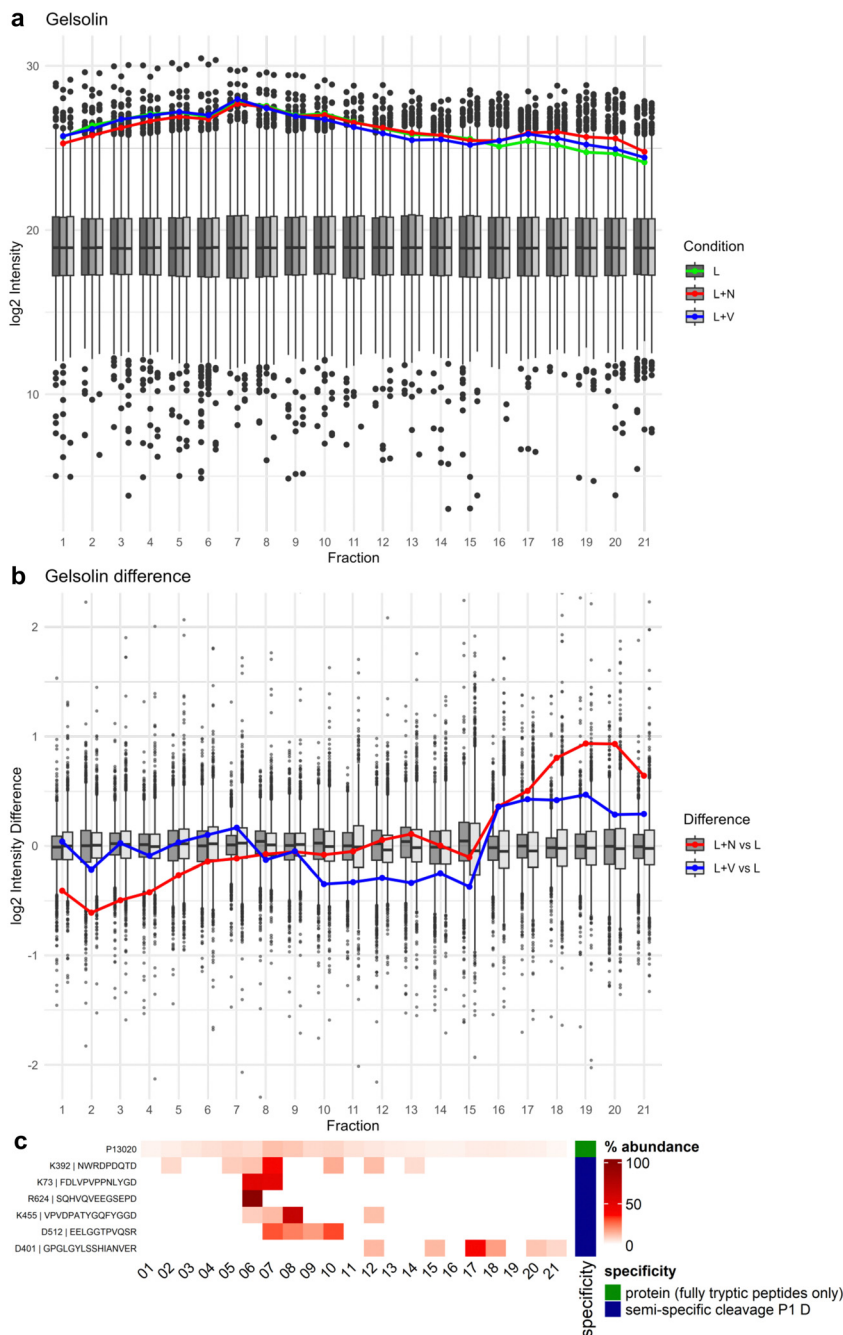 a Gelsolin
30
20
10
log2 Intensity
1 2 3 4 5 6 7 8 9 10 11 12 13 14 15 16 17 18 19 20 21
Fraction
Condition
L
L+N
L+V
b Gelsolin difference
2
1
0
-1
-2
log2 Intensity Difference
1 2 3 4 5 6 7 8 9 10 11 12 13 14 15 16 17 18 19 20 21
Fraction
Difference
L+N vs L
L+V vs L
c
P13020
K392 | NWRDPDQTD
K73 | FDLVPVPPNLYGD
R624 | SQHVQVEEGSEPD
K455 | VPVDPATYGQFYGGD
D512 | EELGGTPVQSR
D401 | GPGLGYLSSHIANVER
01 02 03 04 05 06 07 08 09 10 11 12 13 14 15 16 17 18 19 20 21
specificity
% abundance
100
50
0
specificity
protein (fully tryptic peptides only)
semi-specific cleavage P1 D